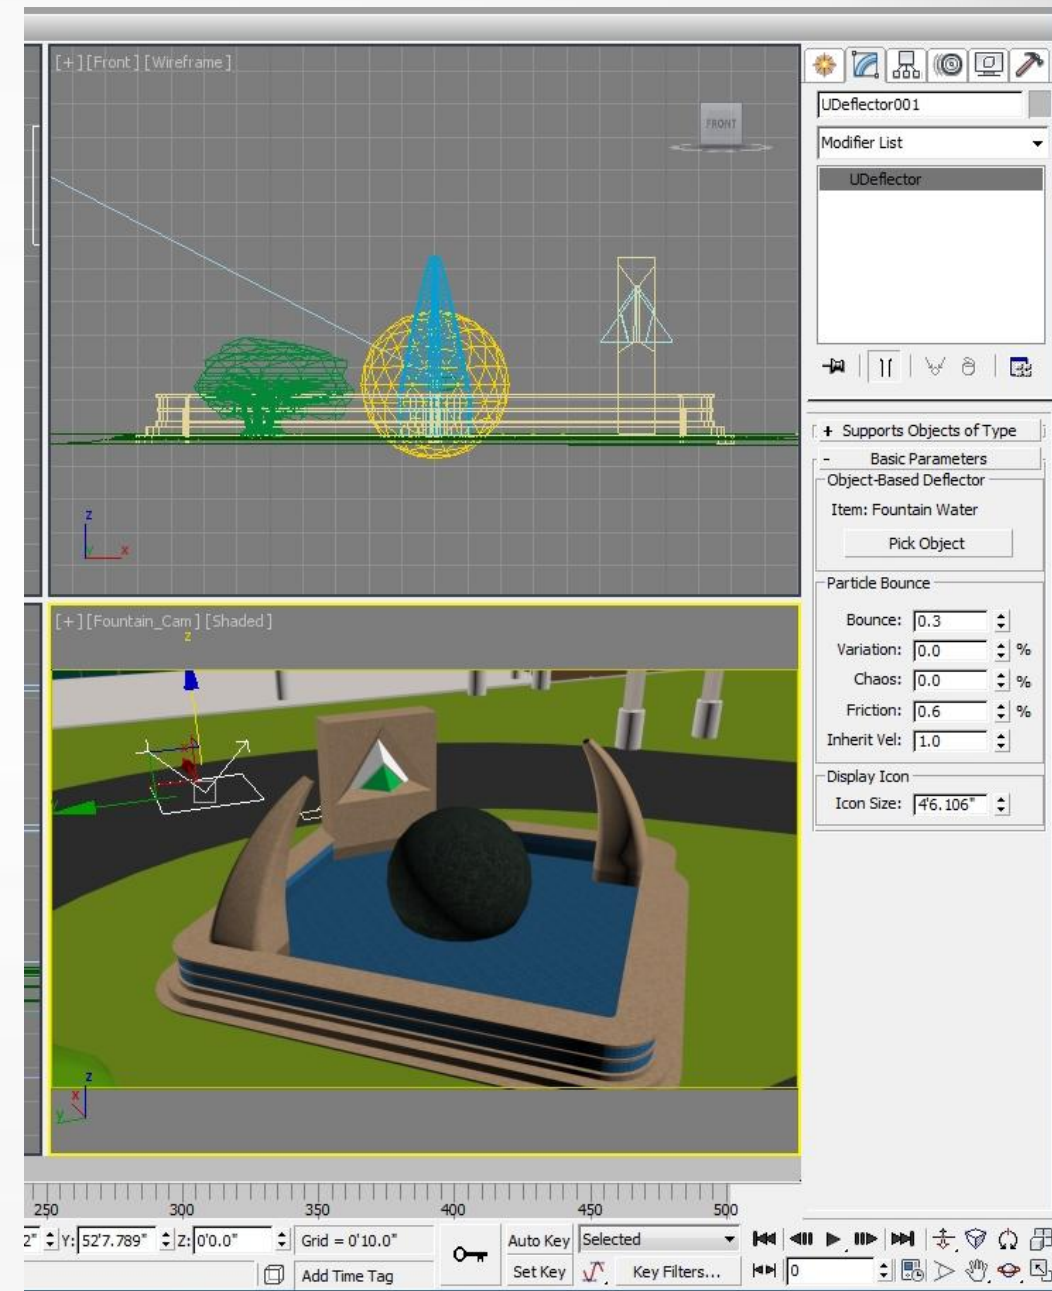 [+][Front][Wireframe]
FRONT
z
y
x
UDeflector001
Modifier List
UDeflector
+ Supports Objects of Type
- Basic Parameters
Object-Based Deflector
Item: Fountain Water
Pick Object
Particle Bounce
Bounce: 0.3
Variation: 0.0 %
Chaos: 0.0 %
Friction: 0.6 %
Inherit Vel: 1.0
Display Icon
Icon Size: 4'6.106"
[+][Fountain_Cam][Shaded]
z
x
z
x
y
250 300 350 400 450 500
2" Y: 52'7.789" Z: 0'0.0" Grid = 0'10.0" Auto Key Selected
Add Time Tag Set Key Key Filters... 0